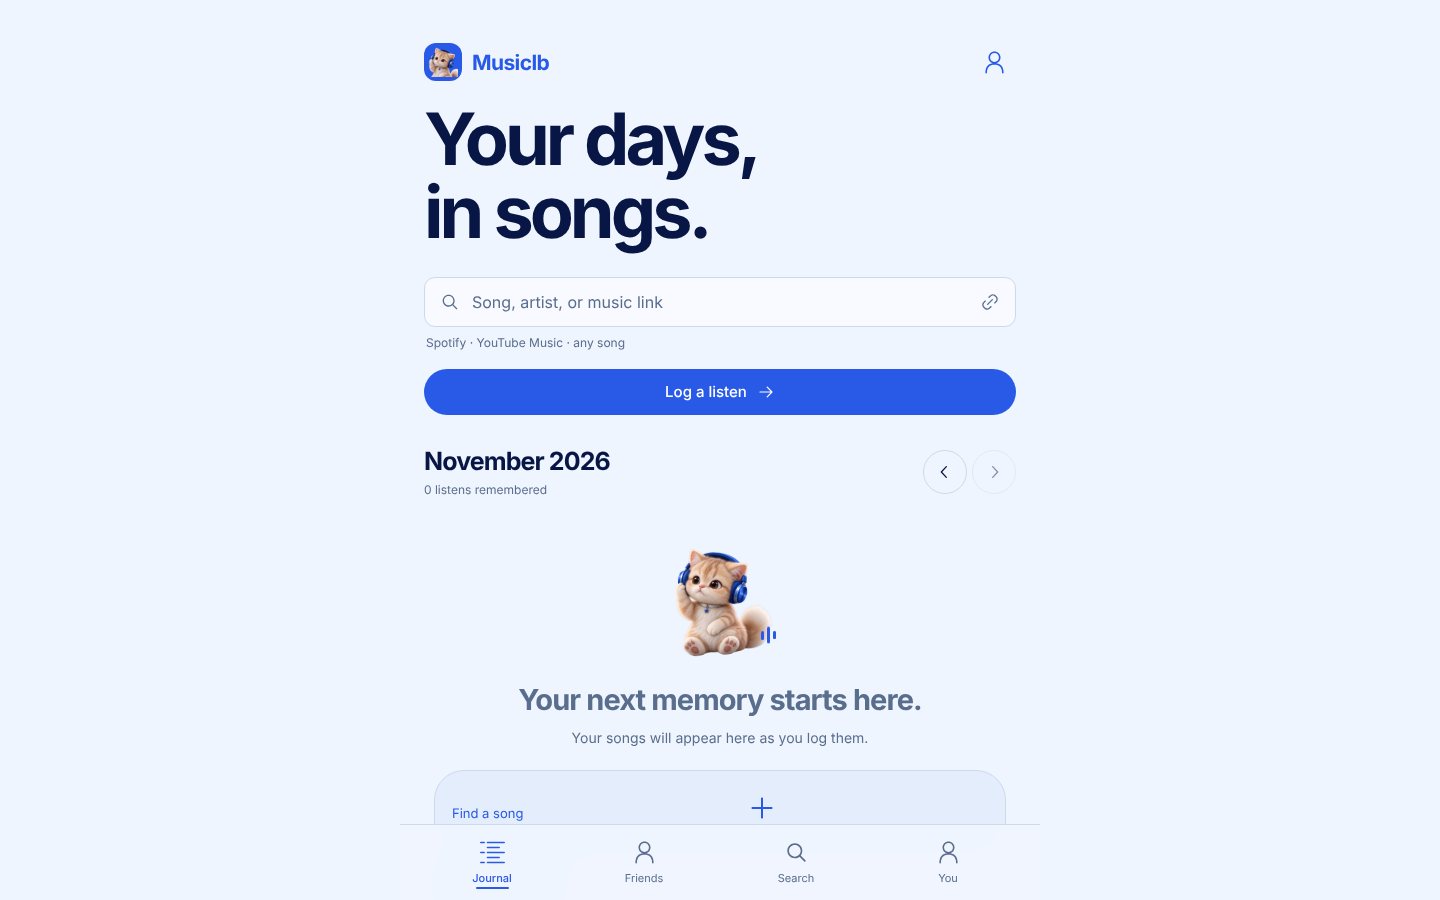 Musiclb
Your days,
in songs.
Song, artist, or music link
Spotify · YouTube Music · any song
Log a listen
November 2026
0 listens remembered
Your next memory starts here.
Your songs will appear here as you log them.
Find a song
Journal
Friends
Search
You